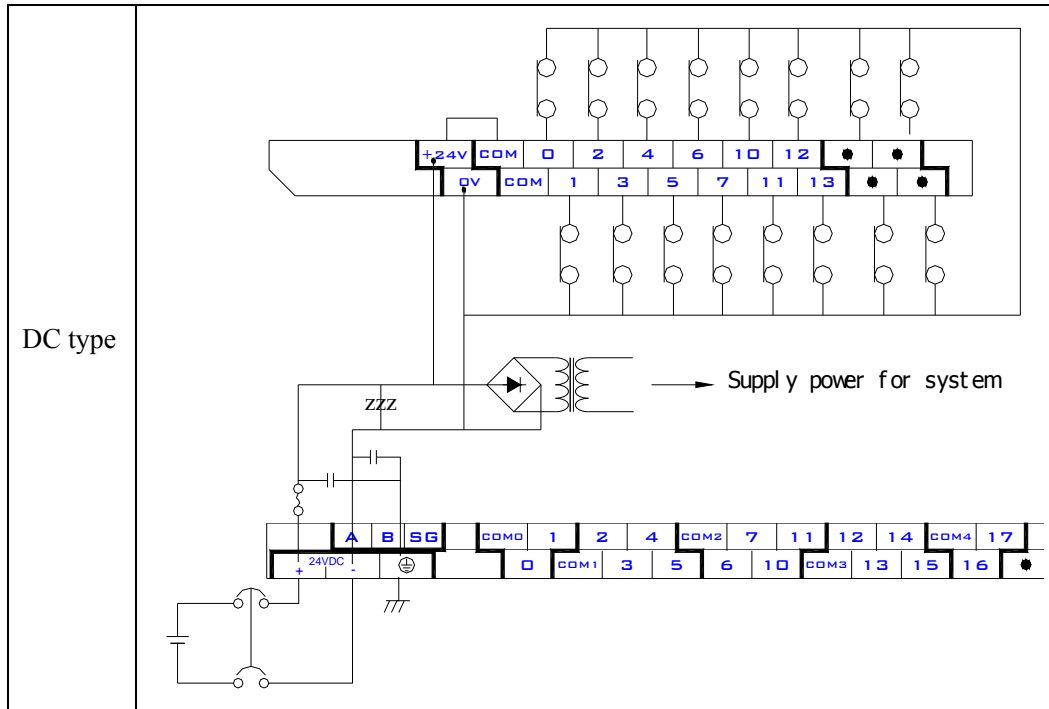 DC type
+24V COM 0 2 4 6 10 12 ● ●
0V COM 1 3 5 7 11 13 ● ●
Supply power for system
ZZZ
A B SG COM0 1 2 4 COM2 7 11 12 14 COM4 17
+ 24VDC - 0 COM1 3 5 6 10 COM3 13 15 16 ●